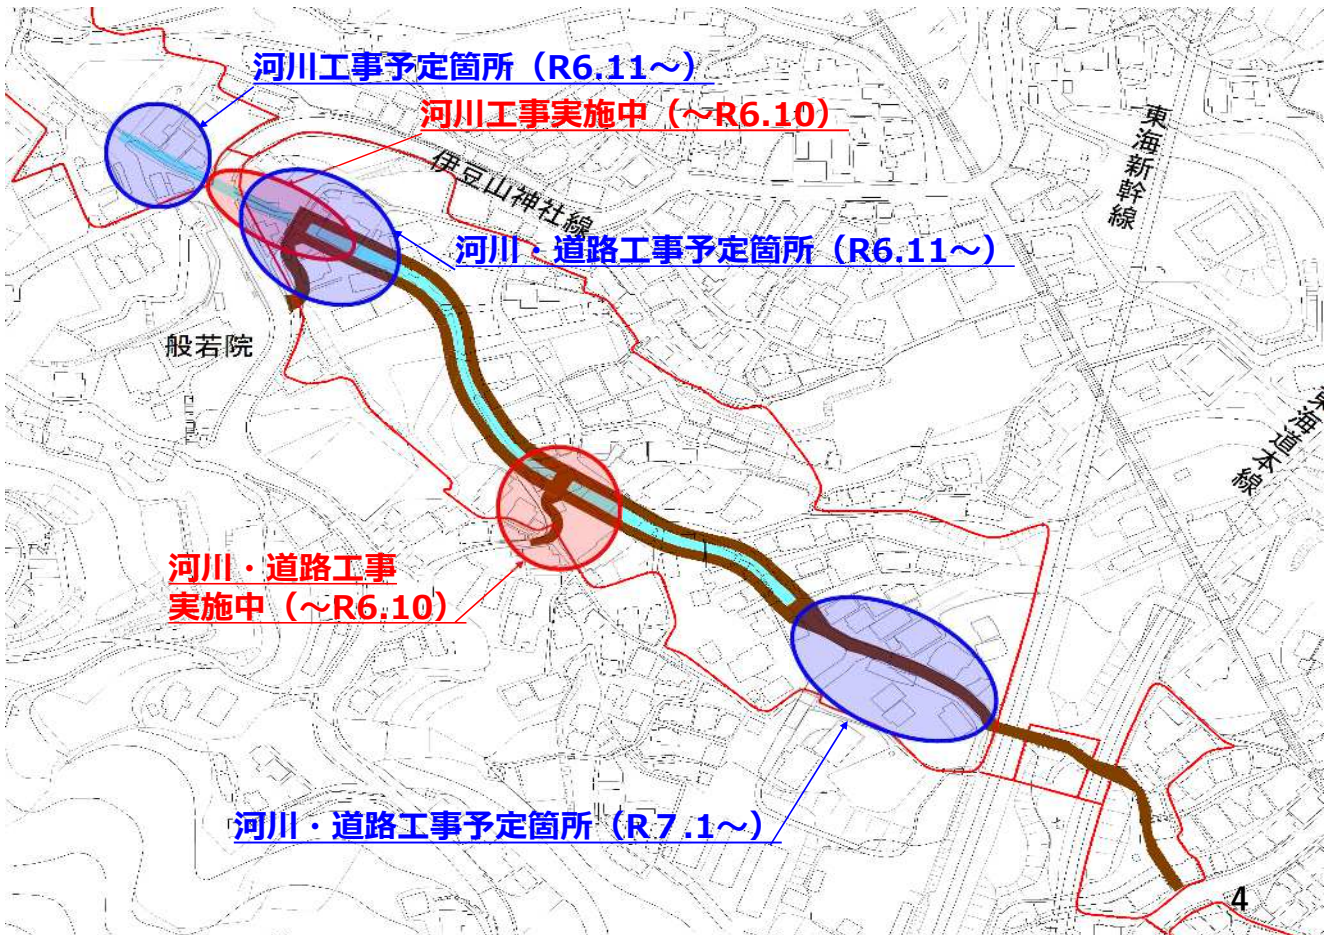 河川工事予定箇所（R6.11～）
河川工事実施中（～R6.10）
伊豆山神社線
東海新幹線
河川・道路工事予定箇所（R6.11～）
般若院
東海道本線
河川・道路工事
実施中（～R6.10）
河川・道路工事予定箇所（R７.1～）
4